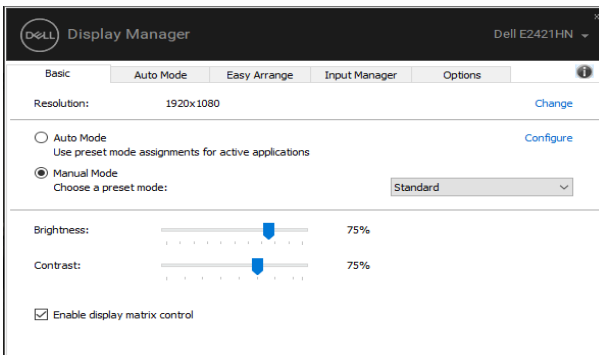 DELL Display Manager Dell E2421HN
Basic Auto Mode Easy Arrange Input Manager Options
Resolution: 1920x1080 Change
Auto Mode Configure
Use preset mode assignments for active applications
Manual Mode
Choose a preset mode: Standard
Brightness: 75%
Contrast: 75%
Enable display matrix control